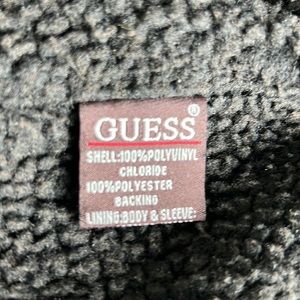 GUESS®
SHELL:100%POLYVINYL
CHLORIDE
100%POLYESTER
BACKING
LINING:BODY & SLEEVE: